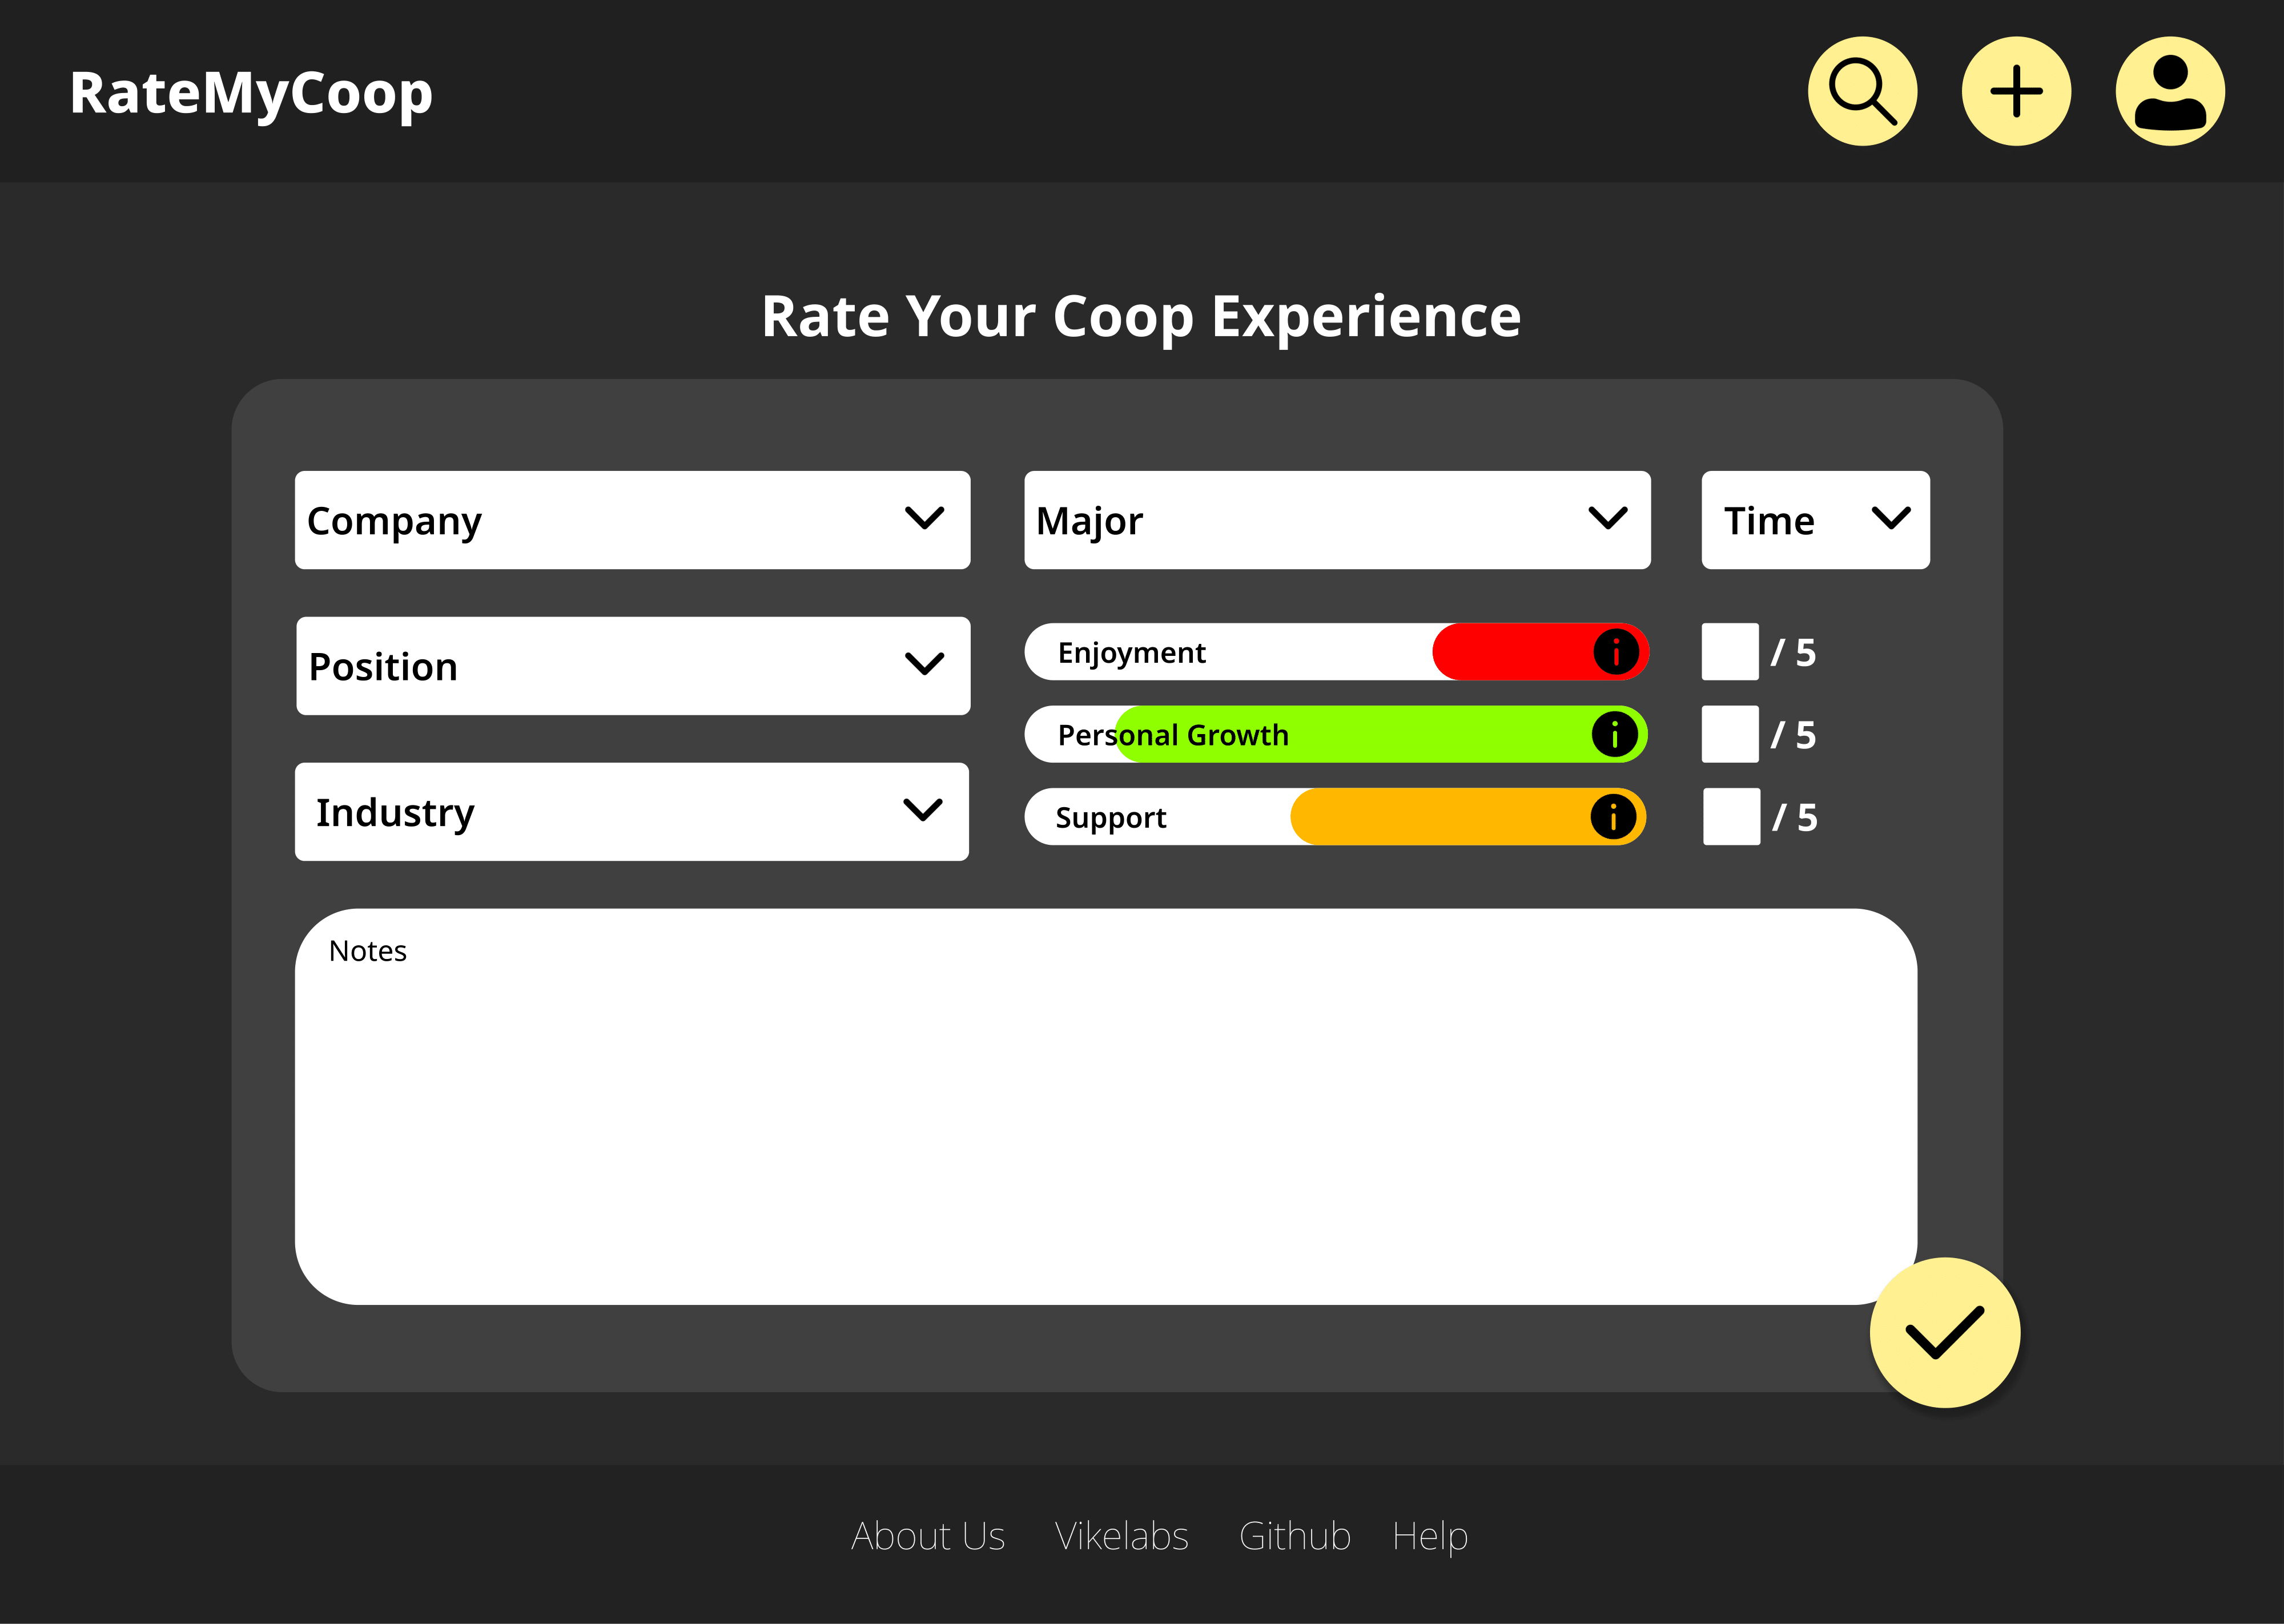 RateMyCoop
Rate Your Coop Experience
Company
Major
Time
Position
Enjoyment
/ 5
Personal Growth
/ 5
Industry
Support
/ 5
Notes
About Us Vikelabs Github Help